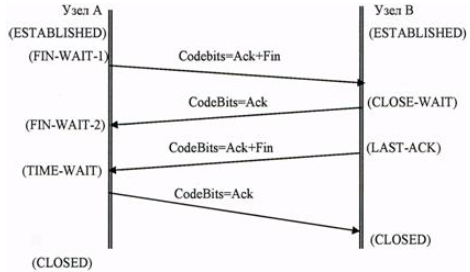 Узел А
Узел В
(ESTABLISHED)
(ESTABLISHED)
(FIN-WAIT-1)
Codebits=Ack+Fin
CodeBits=Ack
(CLOSE-WAIT)
(FIN-WAIT-2)
CodeBits=Ack+Fin
(LAST-ACK)
(TIME-WAIT)
CodeBits=Ack
(CLOSED)
(CLOSED)